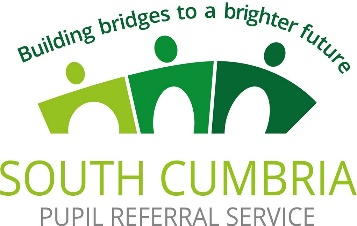 Building bridges to a brighter future
SOUTH CUMBRIA
PUPIL REFERRAL SERVICE